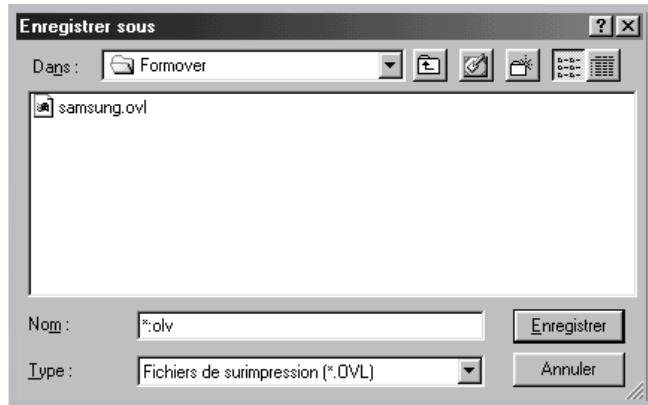 Enregistrer sous
Dans : Formover
samsung.ovl
Nom : *:olv Enregistrer
Type : Fichiers de surimpression (*.OVL) Annuler